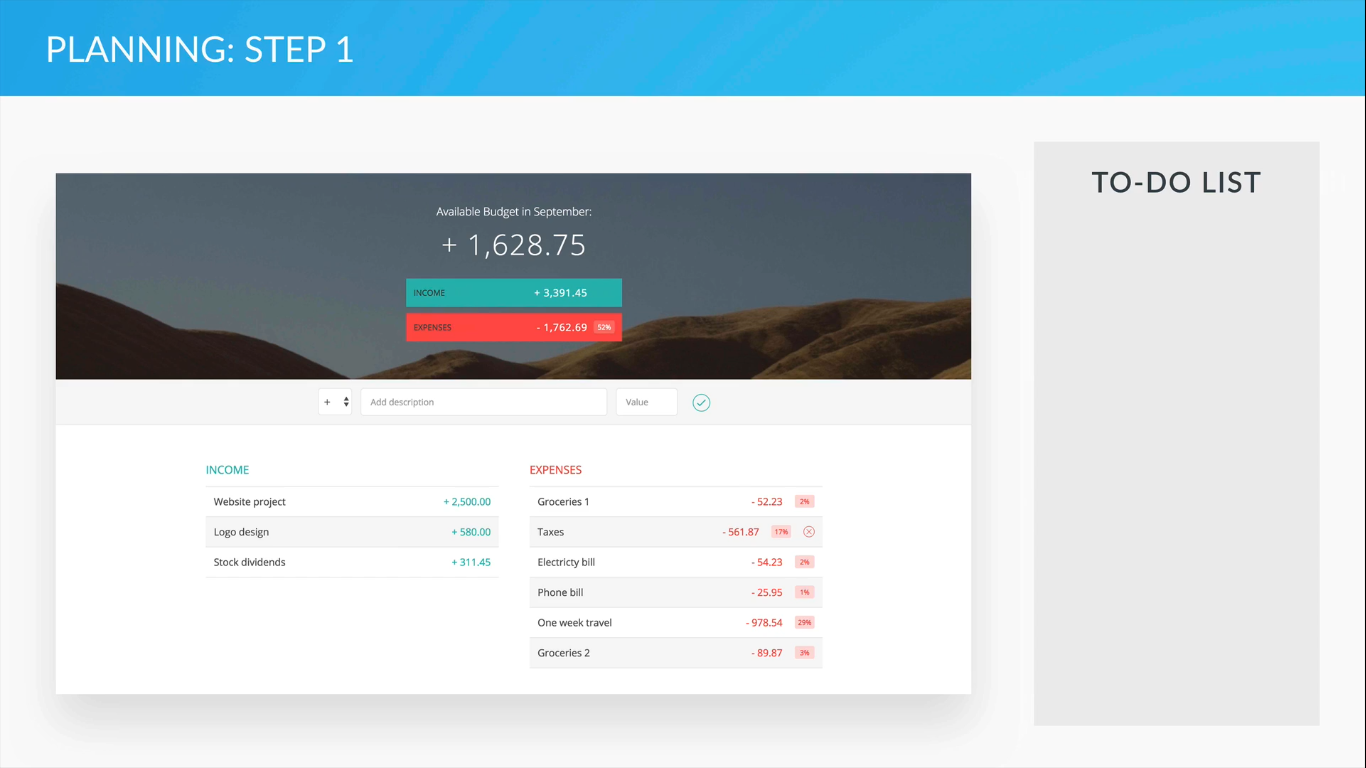 PLANNING: STEP 1
TO-DO LIST
Available Budget in September:
+ 1,628.75
INCOME + 3,391.45
EXPENSES - 1,762.69 52%
+ Add description Value
INCOME
Website project + 2,500.00
Logo design + 580.00
Stock dividends + 311.45
EXPENSES
Groceries 1 - 52.23 2%
Taxes - 561.87 17%
Electricty bill - 54.23 2%
Phone bill - 25.95 1%
One week travel - 978.54 29%
Groceries 2 - 89.87 3%